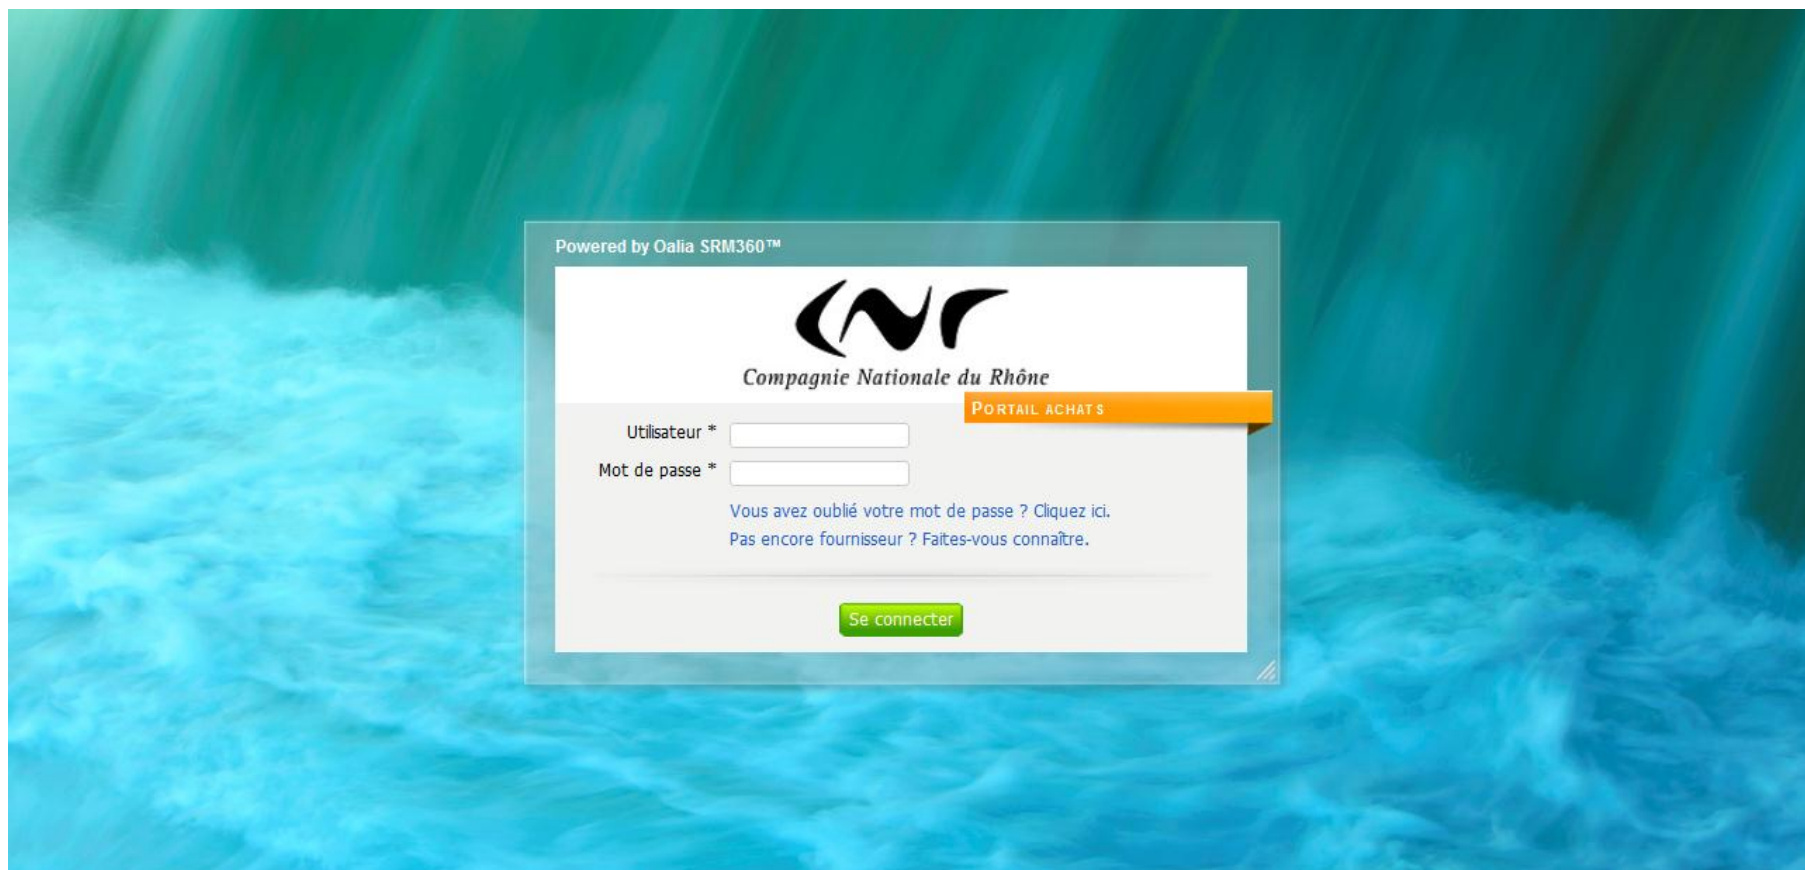 Powered by Oalia SRM360™
CNr
Compagnie Nationale du Rhône
PORTAIL ACHATS
Utilisateur *
Mot de passe *
Vous avez oublié votre mot de passe ? Cliquez ici.
Pas encore fournisseur ? Faites-vous connaître.
Se connecter